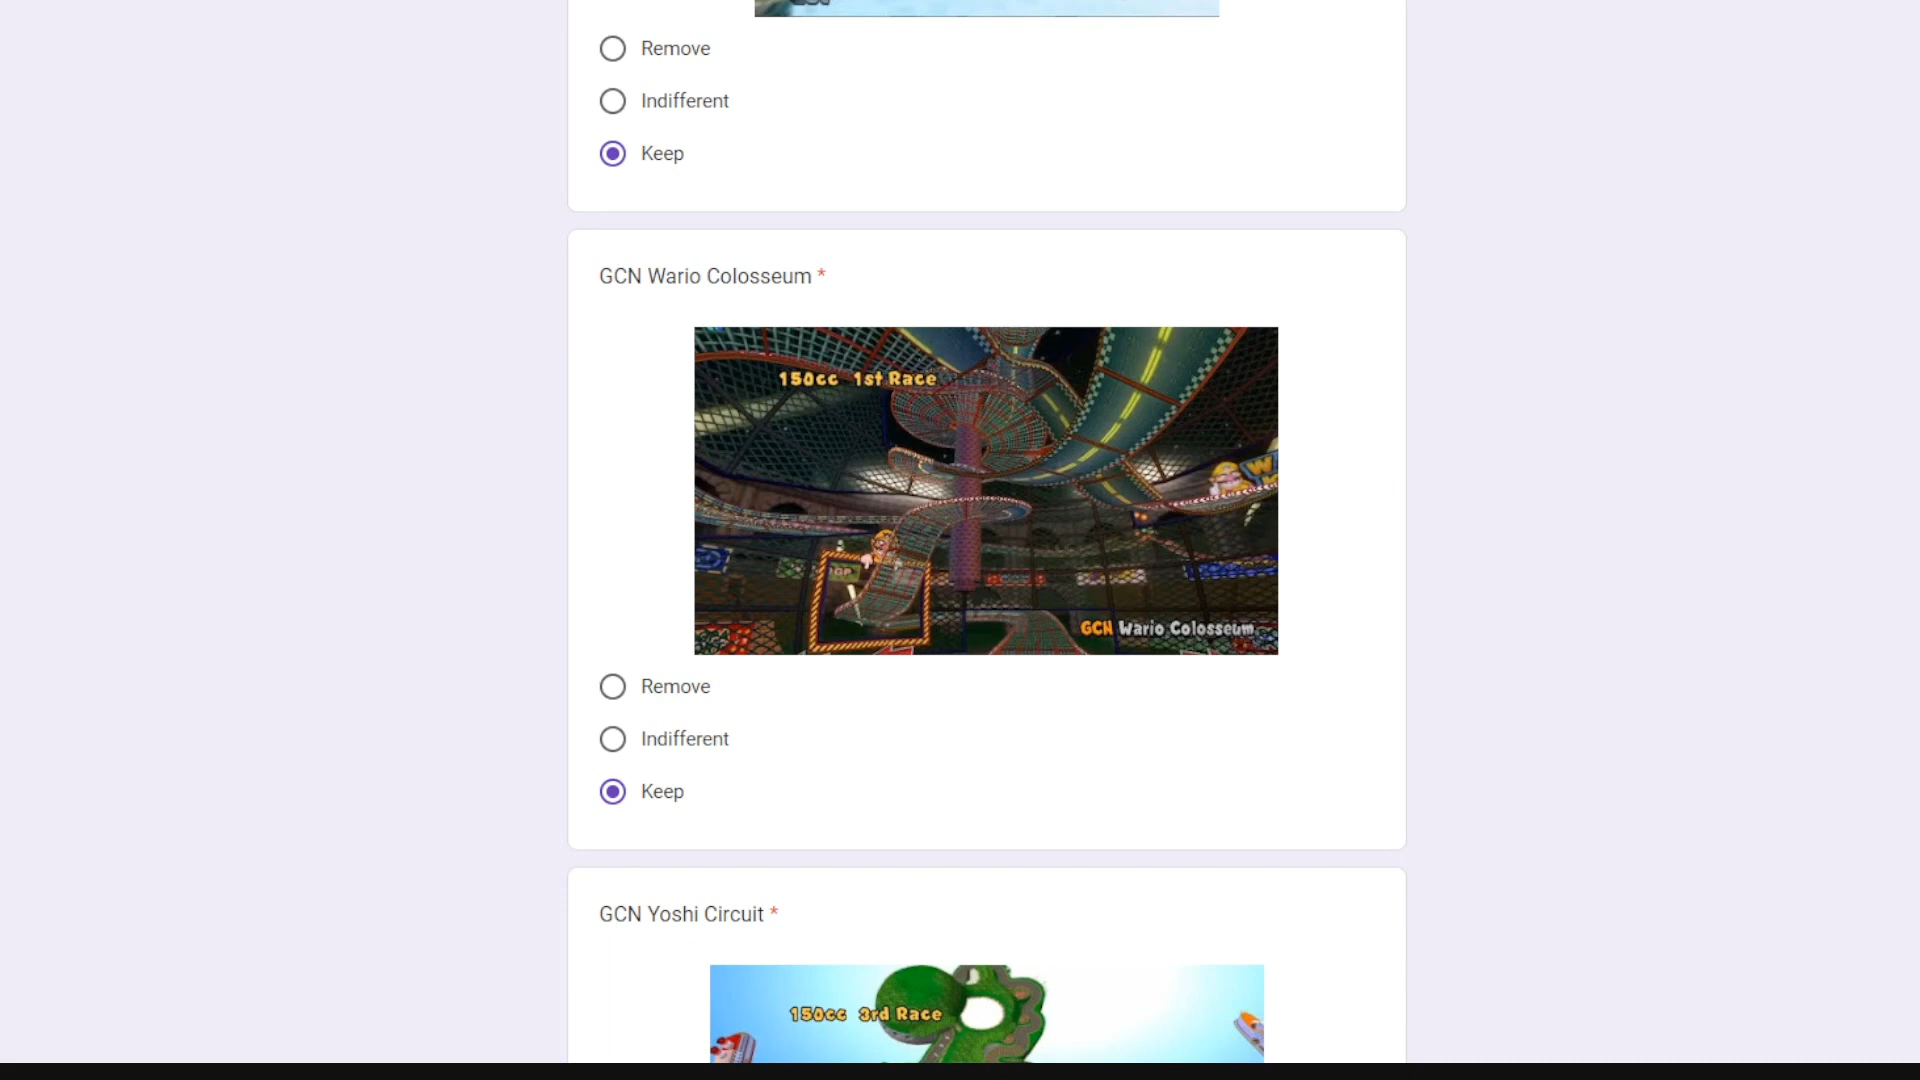 Remove
Indifferent
Keep
GCN Wario Colosseum *
150cc 1st Race
GCN Wario Colosseum
Remove
Indifferent
Keep
GCN Yoshi Circuit *
150cc 3rd Race